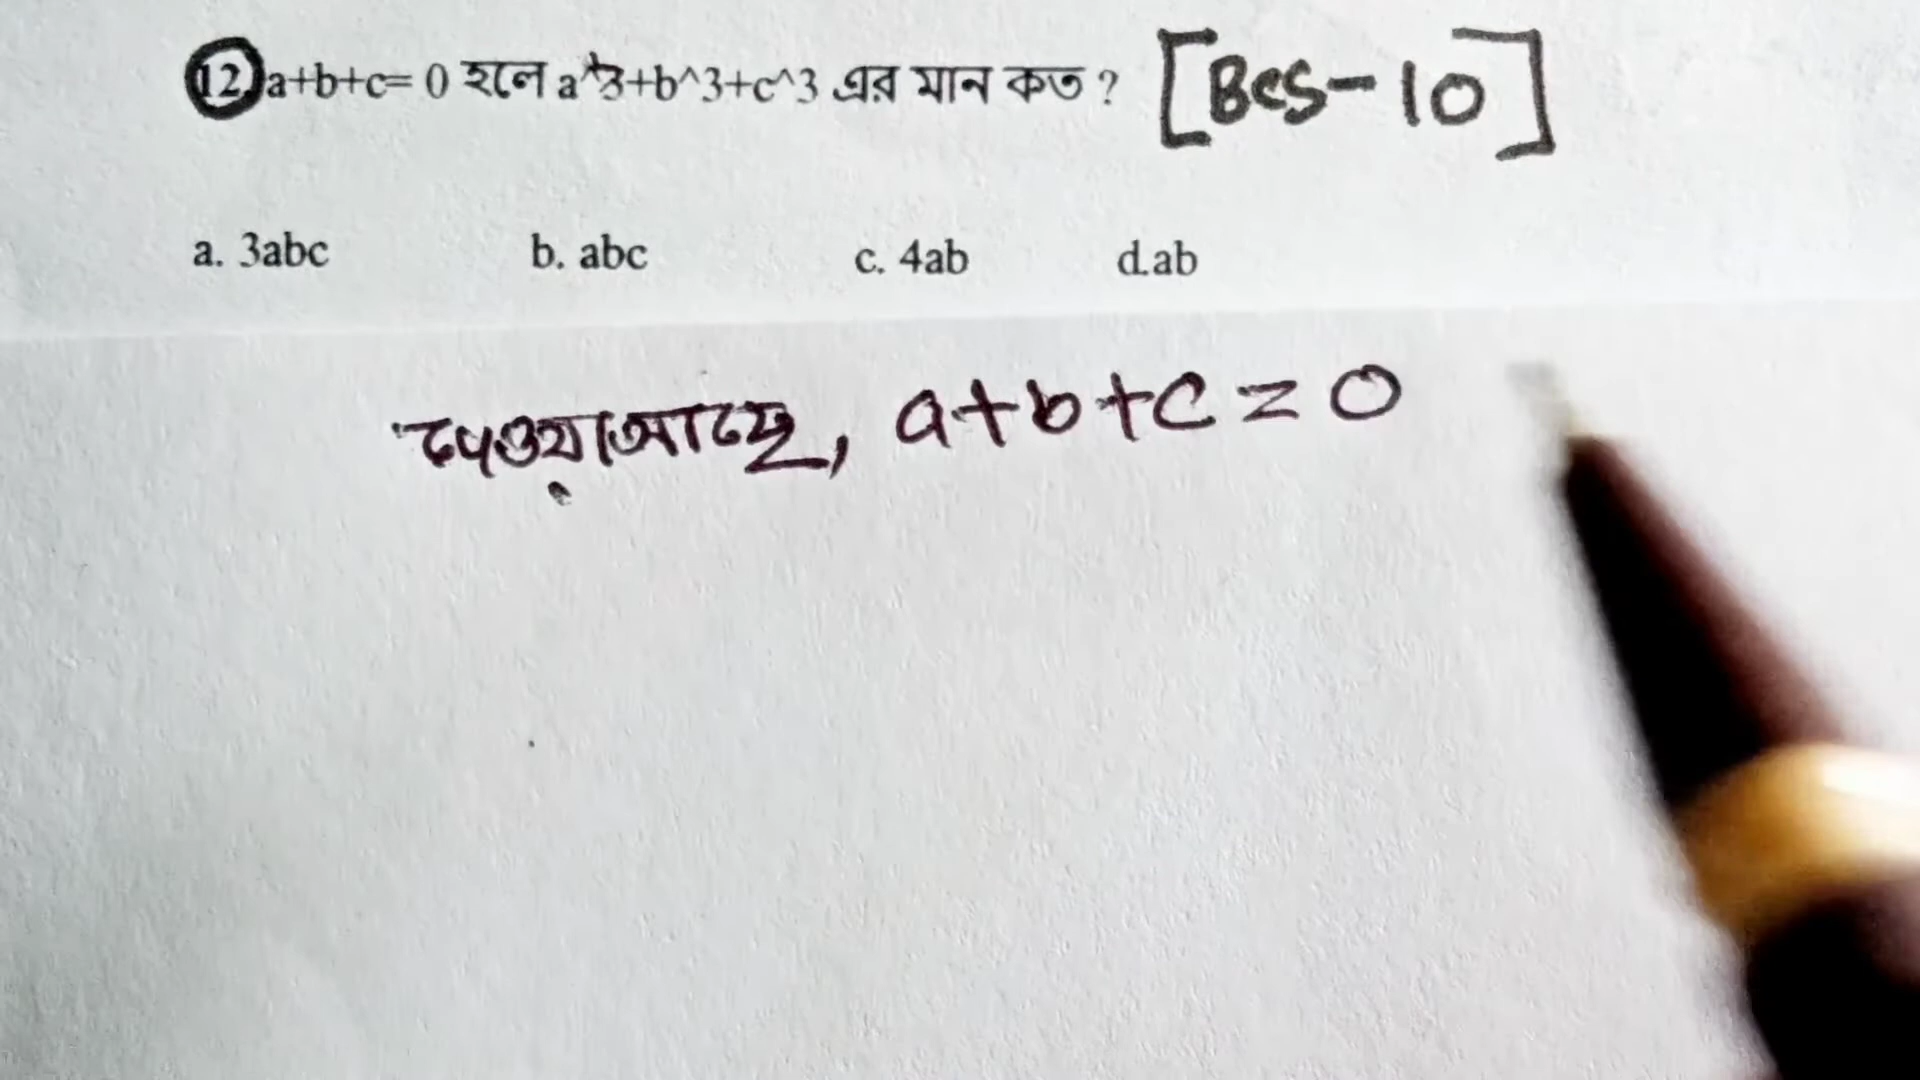 12. a+b+c= 0 হলে a^3+b^3+c^3 এর মান কত ? [BCS-10]
a. 3abc b. abc c. 4ab d.ab
দেওয়া আছে, a+b+c = 0